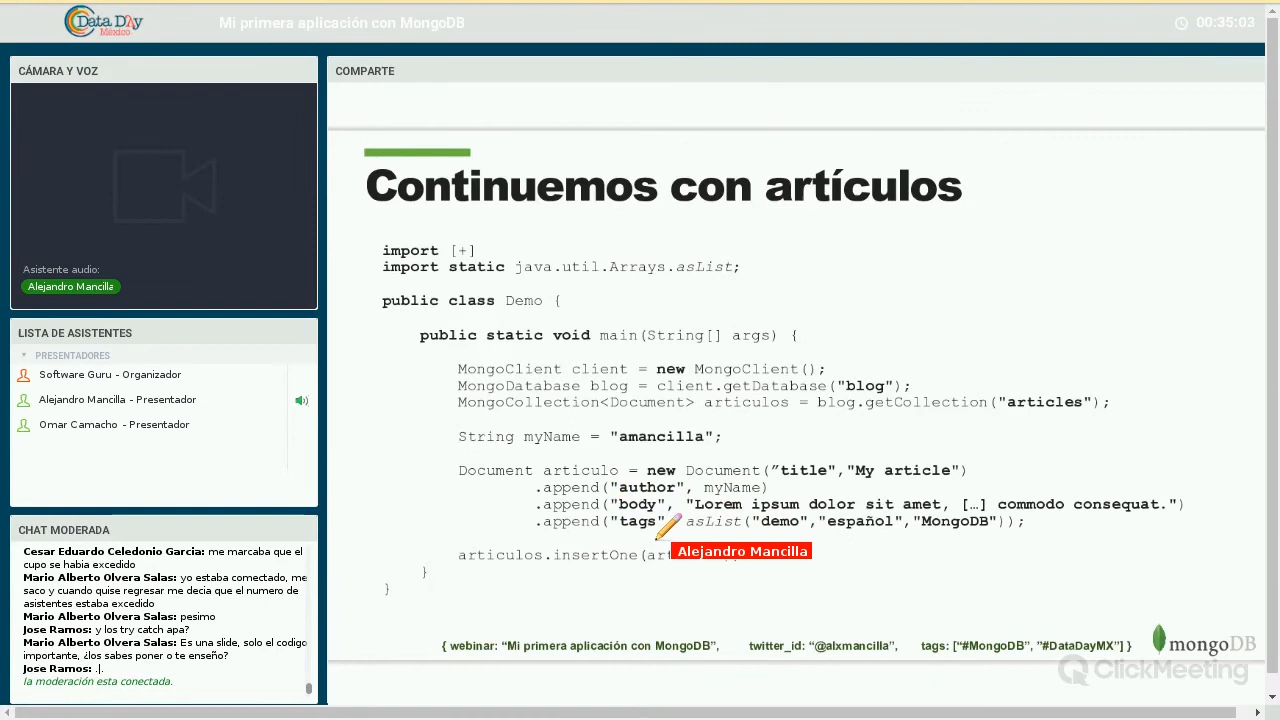 Data Day
México
Mi primera aplicación con MongoDB
00:35:03
CÁMARA Y VOZ
Asistente audio:
Alejandro Mancilla
LISTA DE ASISTENTES
PRESENTADORES
Software Guru - Organizador
Alejandro Mancilla - Presentador
Omar Camacho - Presentador
CHAT MODERADA
Cesar Eduardo Celedonio Garcia: me marcaba que el
cupo se habia excedido
Mario Alberto Olvera Salas: yo estaba comectado, me
saco y cuando quise regresar me decia que el numero de
asistentes estaba excedido
Mario Alberto Olvera Salas: pesimo
Jose Ramos: y los try catch apa?
Mario Alberto Olvera Salas: Es una slide, solo el codigo
importante, ¿los sabes poner o te enseño?
Jose Ramos: .|.
la moderación esta conectada.
COMPARTE
Continuemos con artículos
import [+]
import static java.util.Arrays.asList;
public class Demo {
public static void main(String[] args) {
MongoClient client = new MongoClient();
MongoDatabase blog = client.getDatabase("blog");
MongoCollection<Document> articulos = blog.getCollection("articles");
String myName = "amancilla";
Document articulo = new Document(”title","My article")
.append("author", myName)
.append("body", "Lorem ipsum dolor sit amet, […] commodo consequat.")
.append("tags" asList("demo","español","MongoDB"));
articulos.insertOne(
Alejandro Mancilla
}
}
{ webinar: “Mi primera aplicación con MongoDB”, twitter_id: “@alxmancilla”, tags: [“#MongoDB”, ”#DataDayMX”] }
mongoDB
ClickMeeting